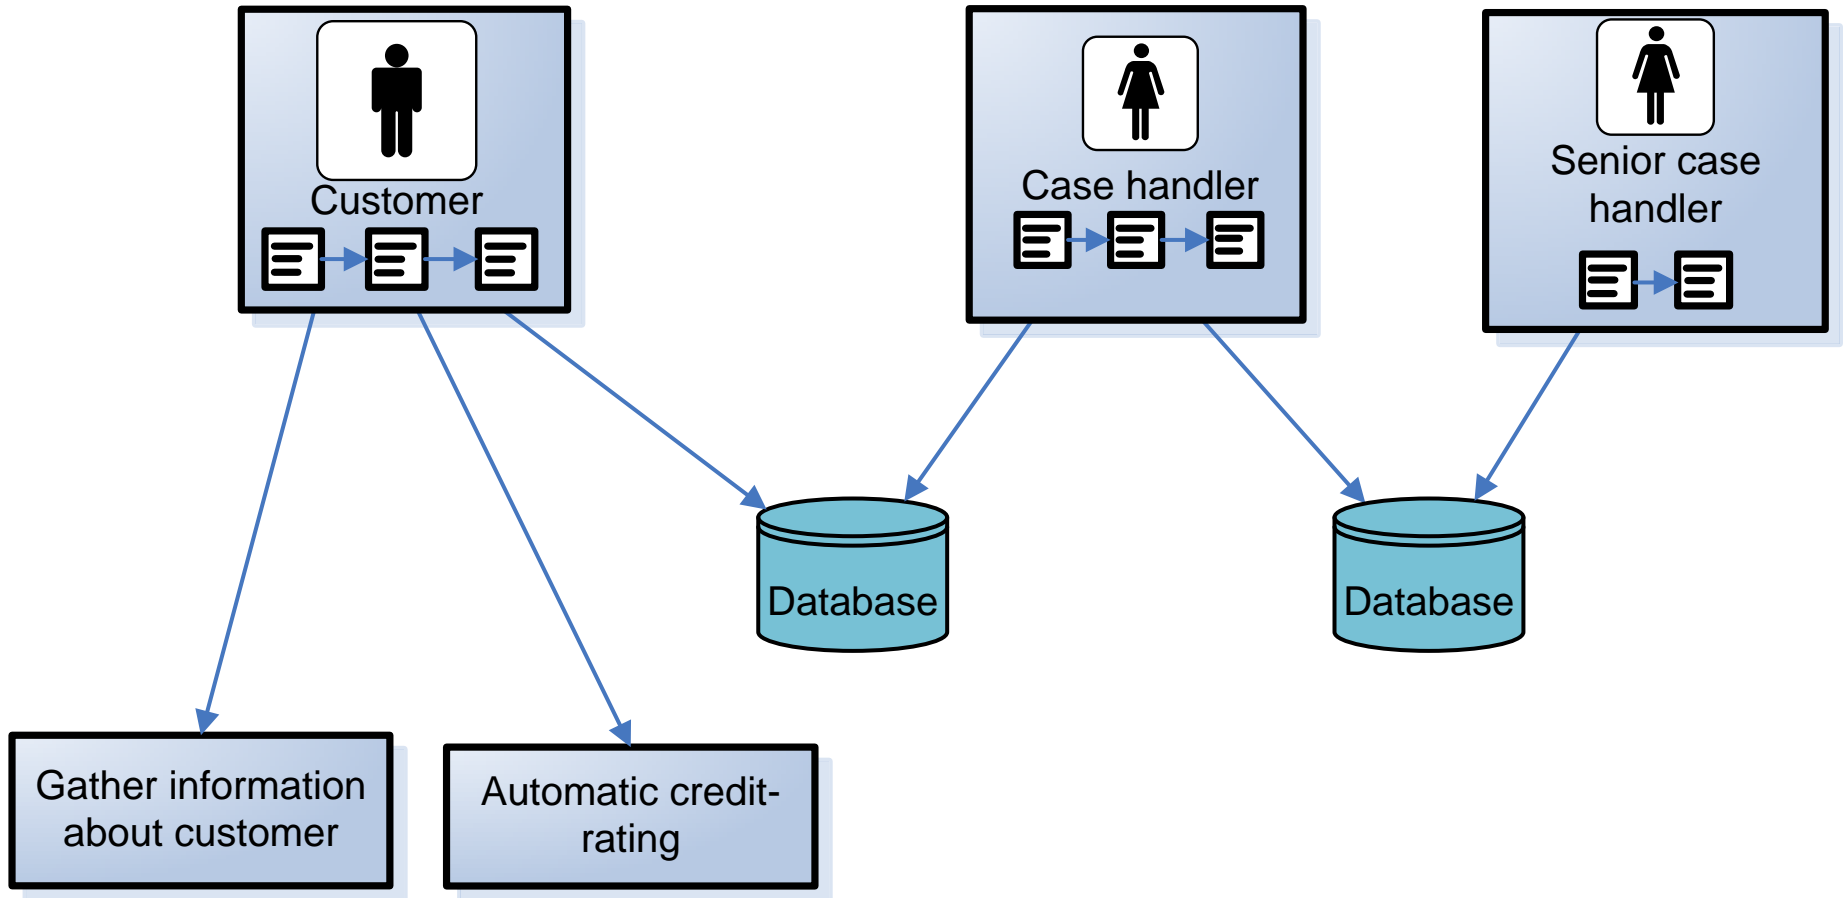 Customer
Case handler
Senior case
handler
Database
Database
Gather information
about customer
Automatic credit-
rating